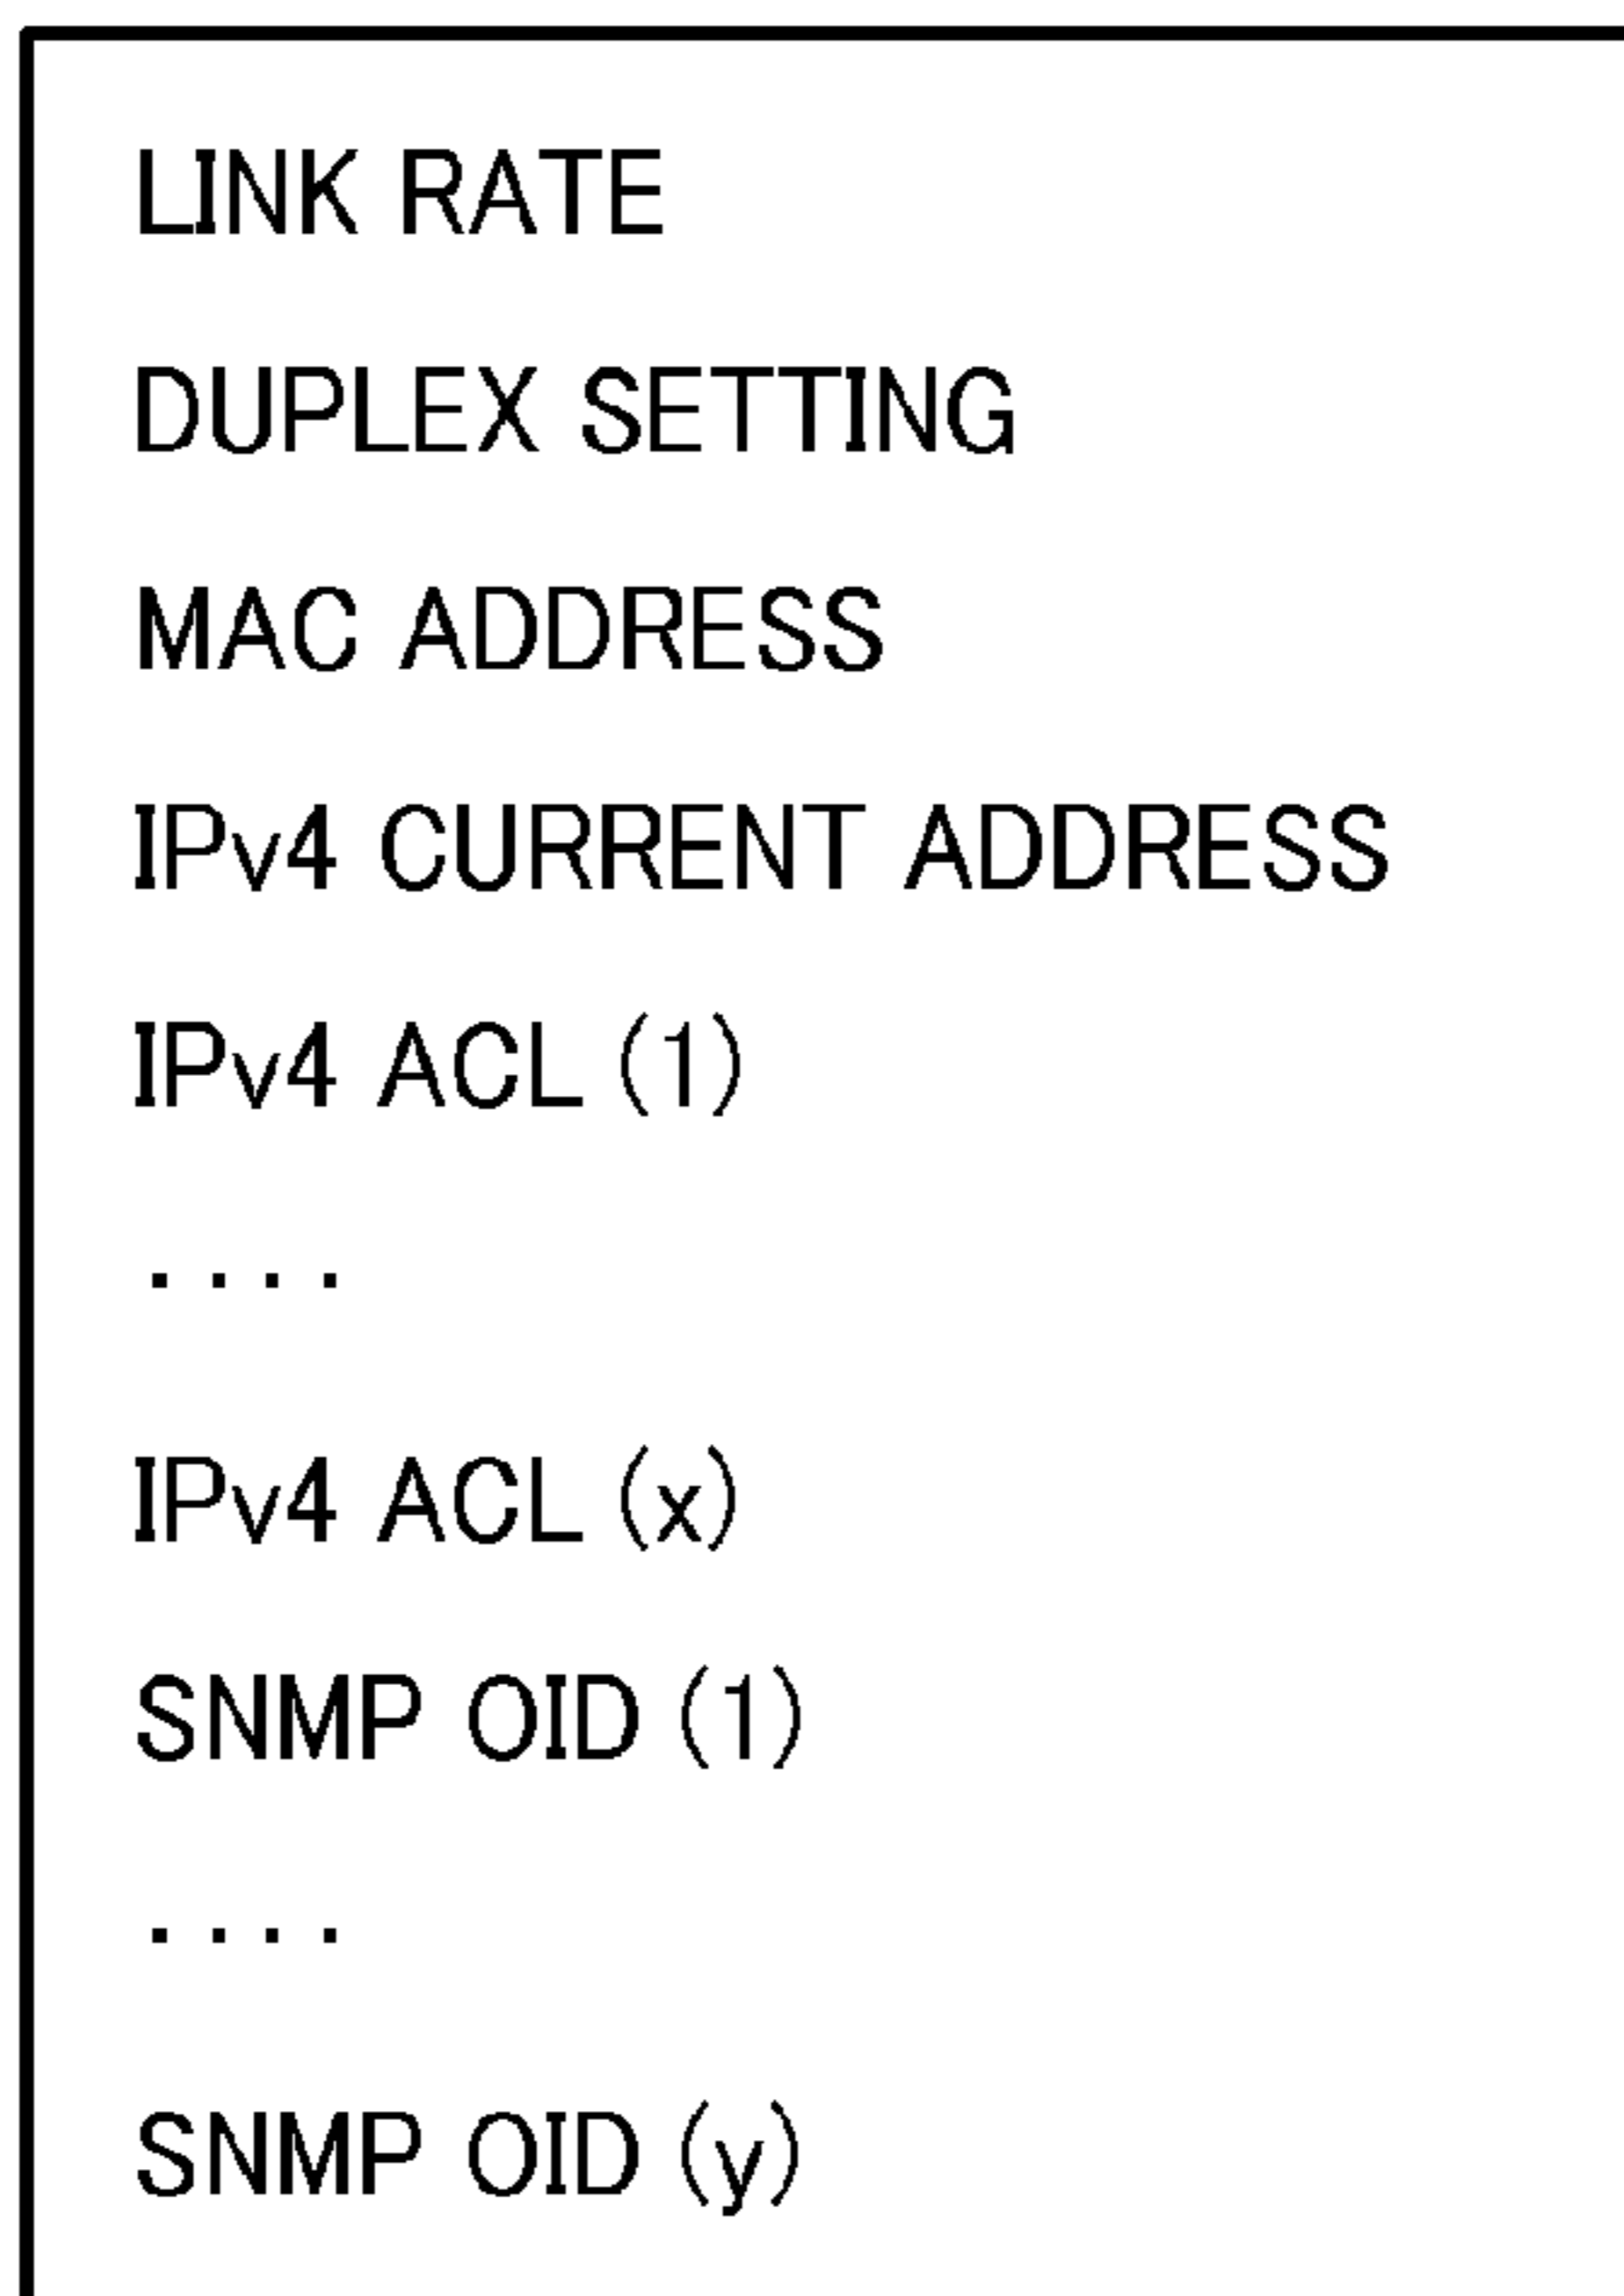 LINK RATE
DUPLEX SETTING
MAC ADDRESS
IPv4 CURRENT ADDRESS
IPv4 ACL (1)
....
IPv4 ACL (x)
SNMP OID (1)
....
SNMP OID (y)